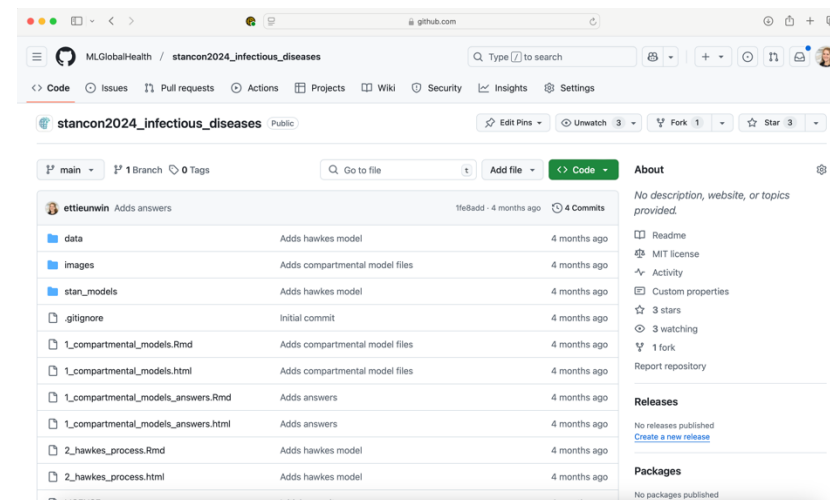 github.com
MLGlobalHealth / stancon2024_infectious_diseases
Type / to search
Code Issues Pull requests Actions Projects Wiki Security Insights Settings
stancon2024_infectious_diseases Public
Edit Pins Unwatch 3 Fork 1 Star 3
main 1 Branch 0 Tags Go to file t Add file Code
About
No description, website, or topics
provided.
ettieunwin Adds answers 1fe8add · 4 months ago 4 Commits
data Adds hawkes model 4 months ago
Readme
images Adds compartmental model files 4 months ago
MIT license
Activity
stan_models Adds hawkes model 4 months ago
Custom properties
.gitignore Initial commit 4 months ago
3 stars
3 watching
1_compartmental_models.Rmd Adds compartmental model files 4 months ago
1 fork
1_compartmental_models.html Adds compartmental model files 4 months ago
Report repository
1_compartmental_models_answers.Rmd Adds answers 4 months ago
Releases
1_compartmental_models_answers.html Adds answers 4 months ago
No releases published
Create a new release
2_hawkes_process.Rmd Adds hawkes model 4 months ago
Packages
2_hawkes_process.html Adds hawkes model 4 months ago
No packages published